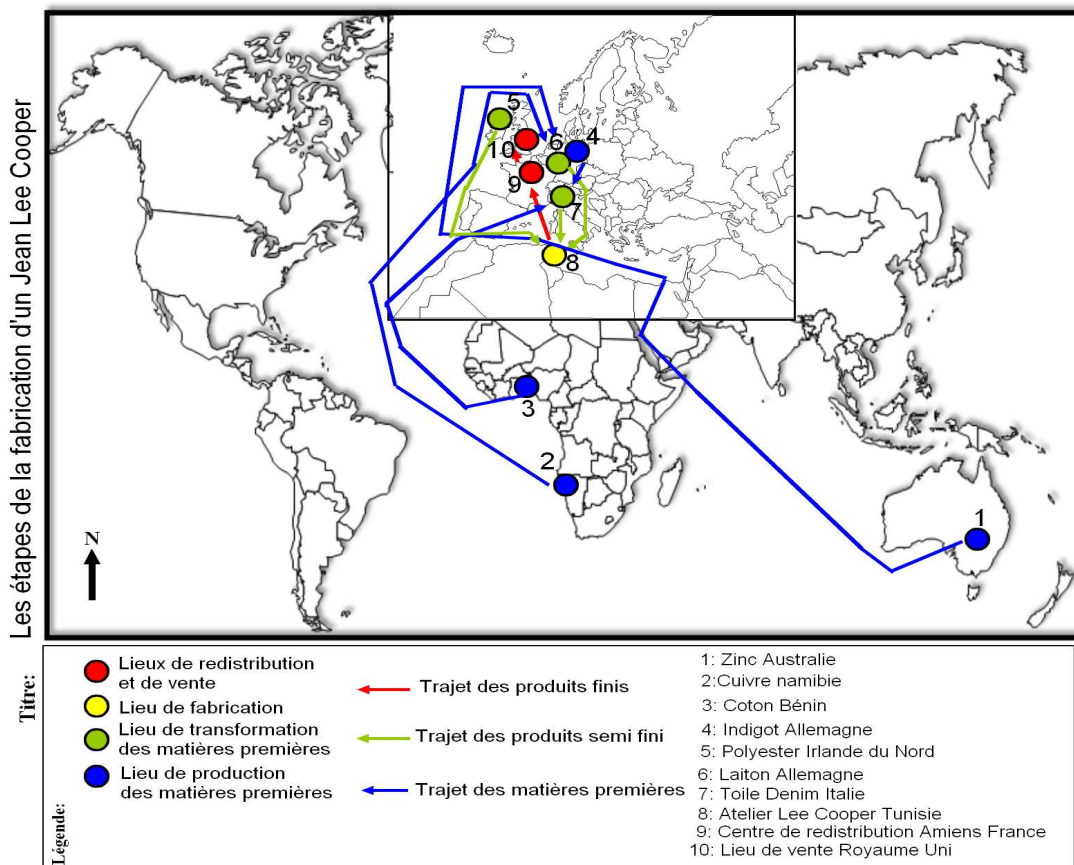 Les étapes de la fabrication d'un Jean Lee Cooper
5
4
6
10
9
7
8
3
2
1
N
Titre:
Légende:
Lieux de redistribution
et de vente
Lieu de fabrication
Lieu de transformation
des matières premières
Lieu de production
des matières premières
Trajet des produits finis
Trajet des produits semi fini
Trajet des matières premières
1: Zinc Australie
2:Cuivre namibie
3: Coton Bénin
4: Indigot Allemagne
5: Polyester Irlande du Nord
6: Laiton Allemagne
7: Toile Denim Italie
8: Atelier Lee Cooper Tunisie
9: Centre de redistribution Amiens France
10: Lieu de vente Royaume Uni